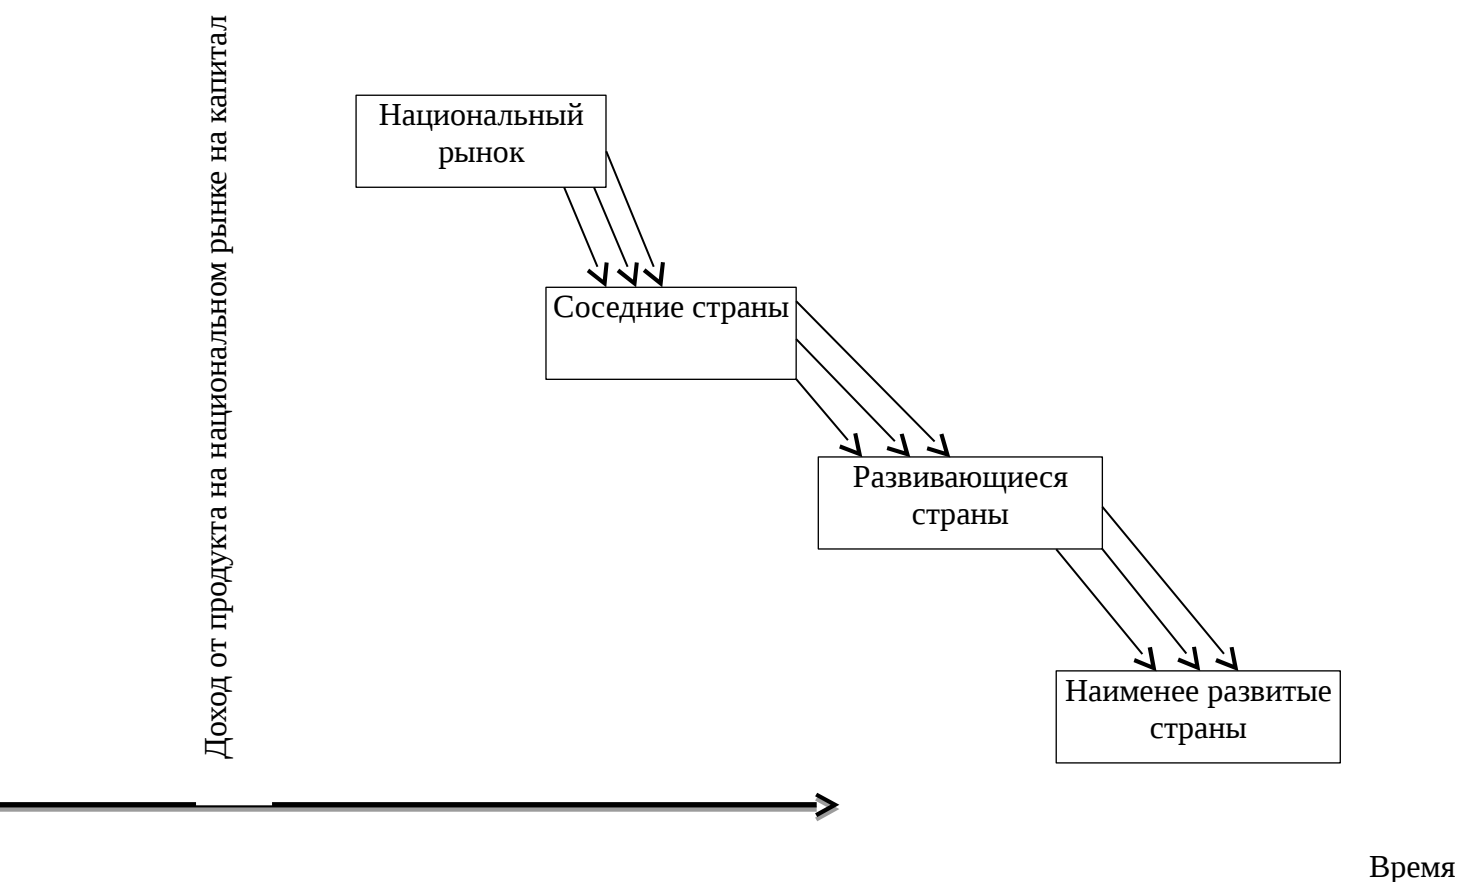 Доход от продукта на национальном рынке на капитал
Национальный
рынок
Соседние страны
Развивающиеся
страны
Наименее развитые
страны
Время